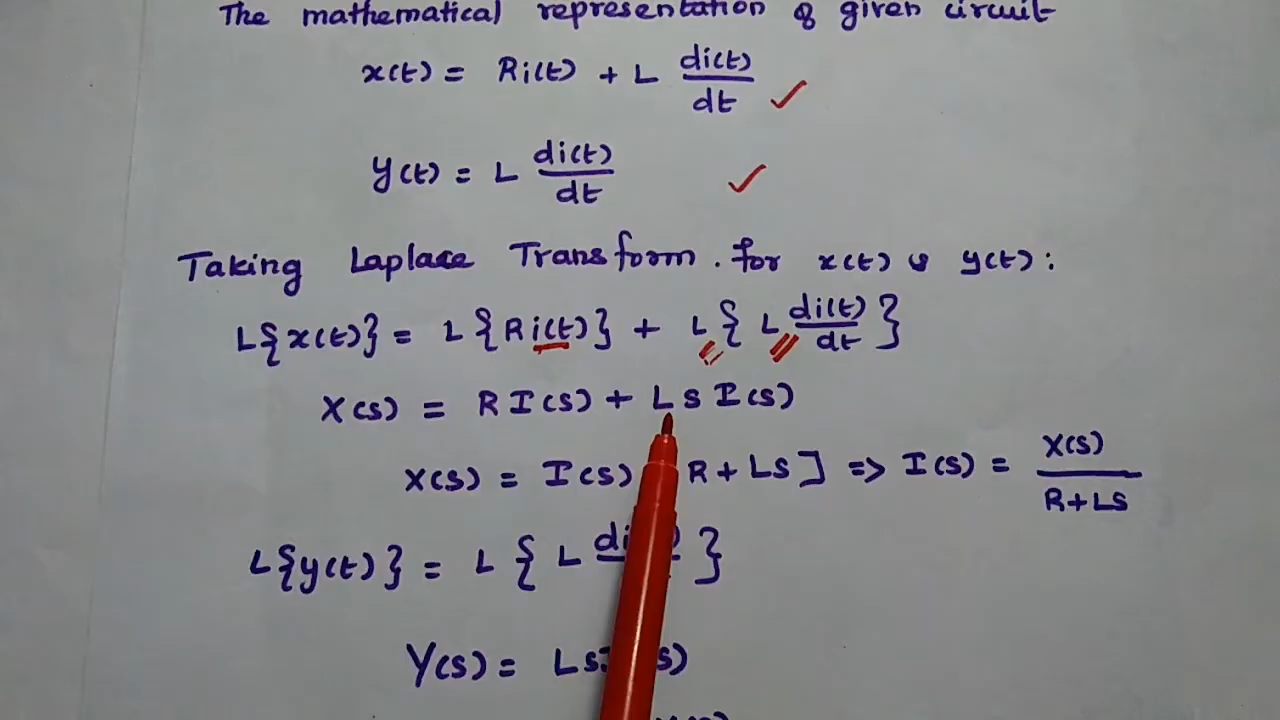 The mathematical representation of given circuit
x(t) = Ri(t) + L di(t)/dt ✓
y(t) = L di(t)/dt ✓
Taking Laplace Transform. for x(t) & y(t):
L{x(t)} = L{Ri(t)} + L{L di(t)/dt}
X(s) = R I(s) + L s I(s)
X(s) = I(s) R + LS] => I(s) = X(s)/R+LS
L{y(t)} = L{L di }
Y(s) = LS s)